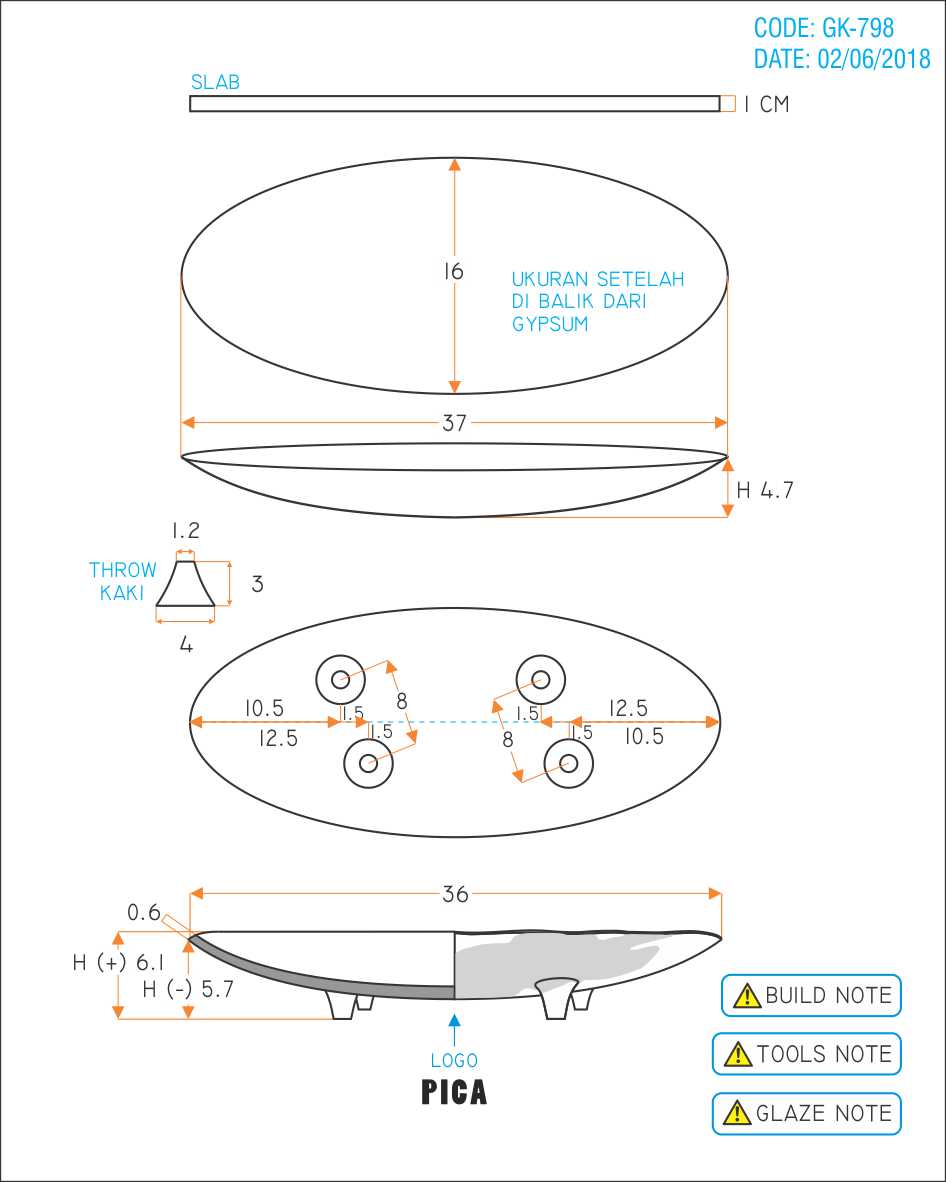 CODE: GK-798
DATE: 02/06/2018
SLAB
1 CM
16
UKURAN SETELAH
DI BALIK DARI
GYPSUM
37
H 4.7
1.2
THROW
KAKI
3
4
10.5
12.5
1.5
1.5
8
1.5
1.5
8
12.5
10.5
36
0.6
H (+) 6.1
H (-) 5.7
LOGO
PICA
BUILD NOTE
TOOLS NOTE
GLAZE NOTE